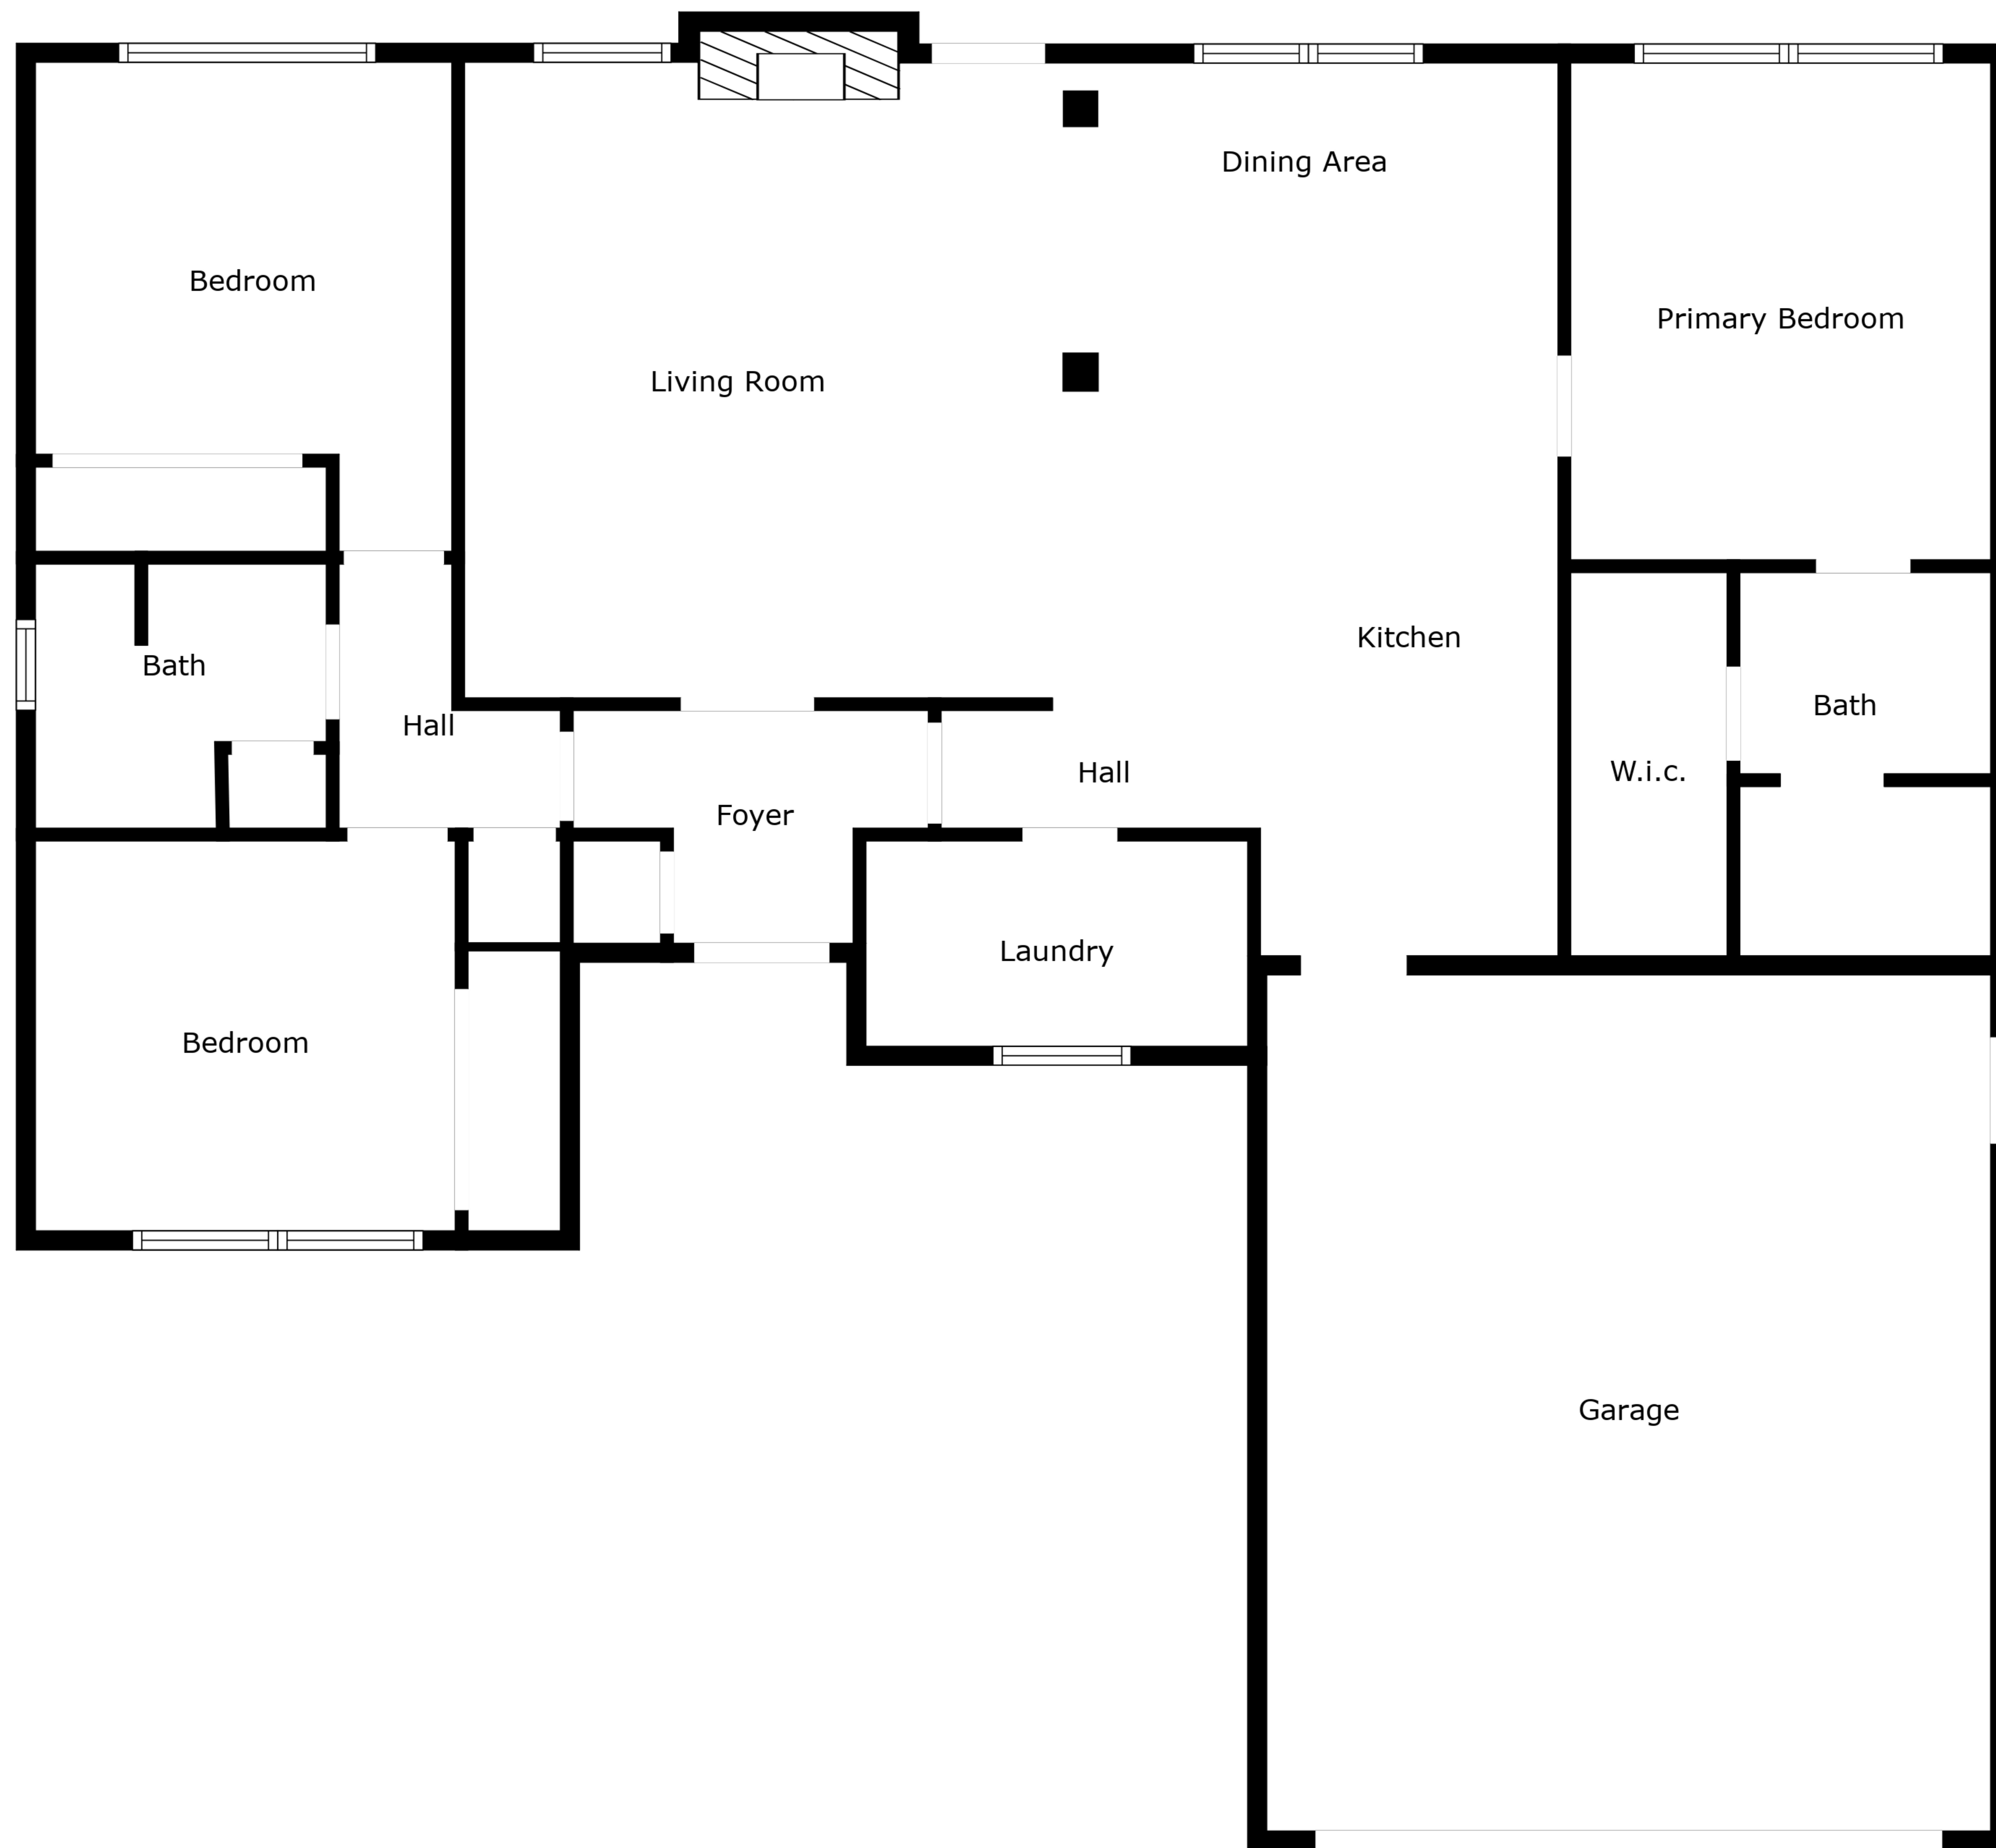 Dining Area
Bedroom
Primary Bedroom
Living Room
Kitchen
Bath
Bath
Hall
Hall
W.i.c.
Foyer
Laundry
Bedroom
Garage